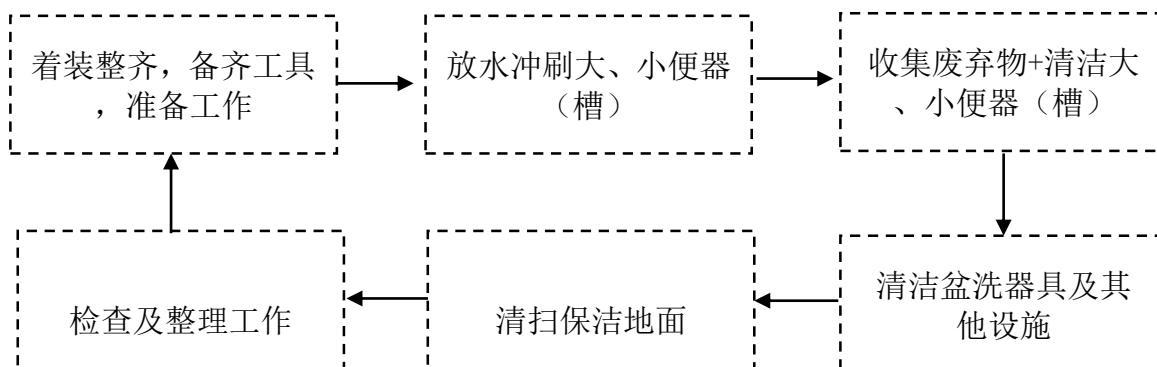 着装整齐，备齐工具
，准备工作
放水冲刷大、小便器
（槽）
收集废弃物+清洁大
、小便器（槽）
清洁盆洗器具及其
他设施
清扫保洁地面
检查及整理工作